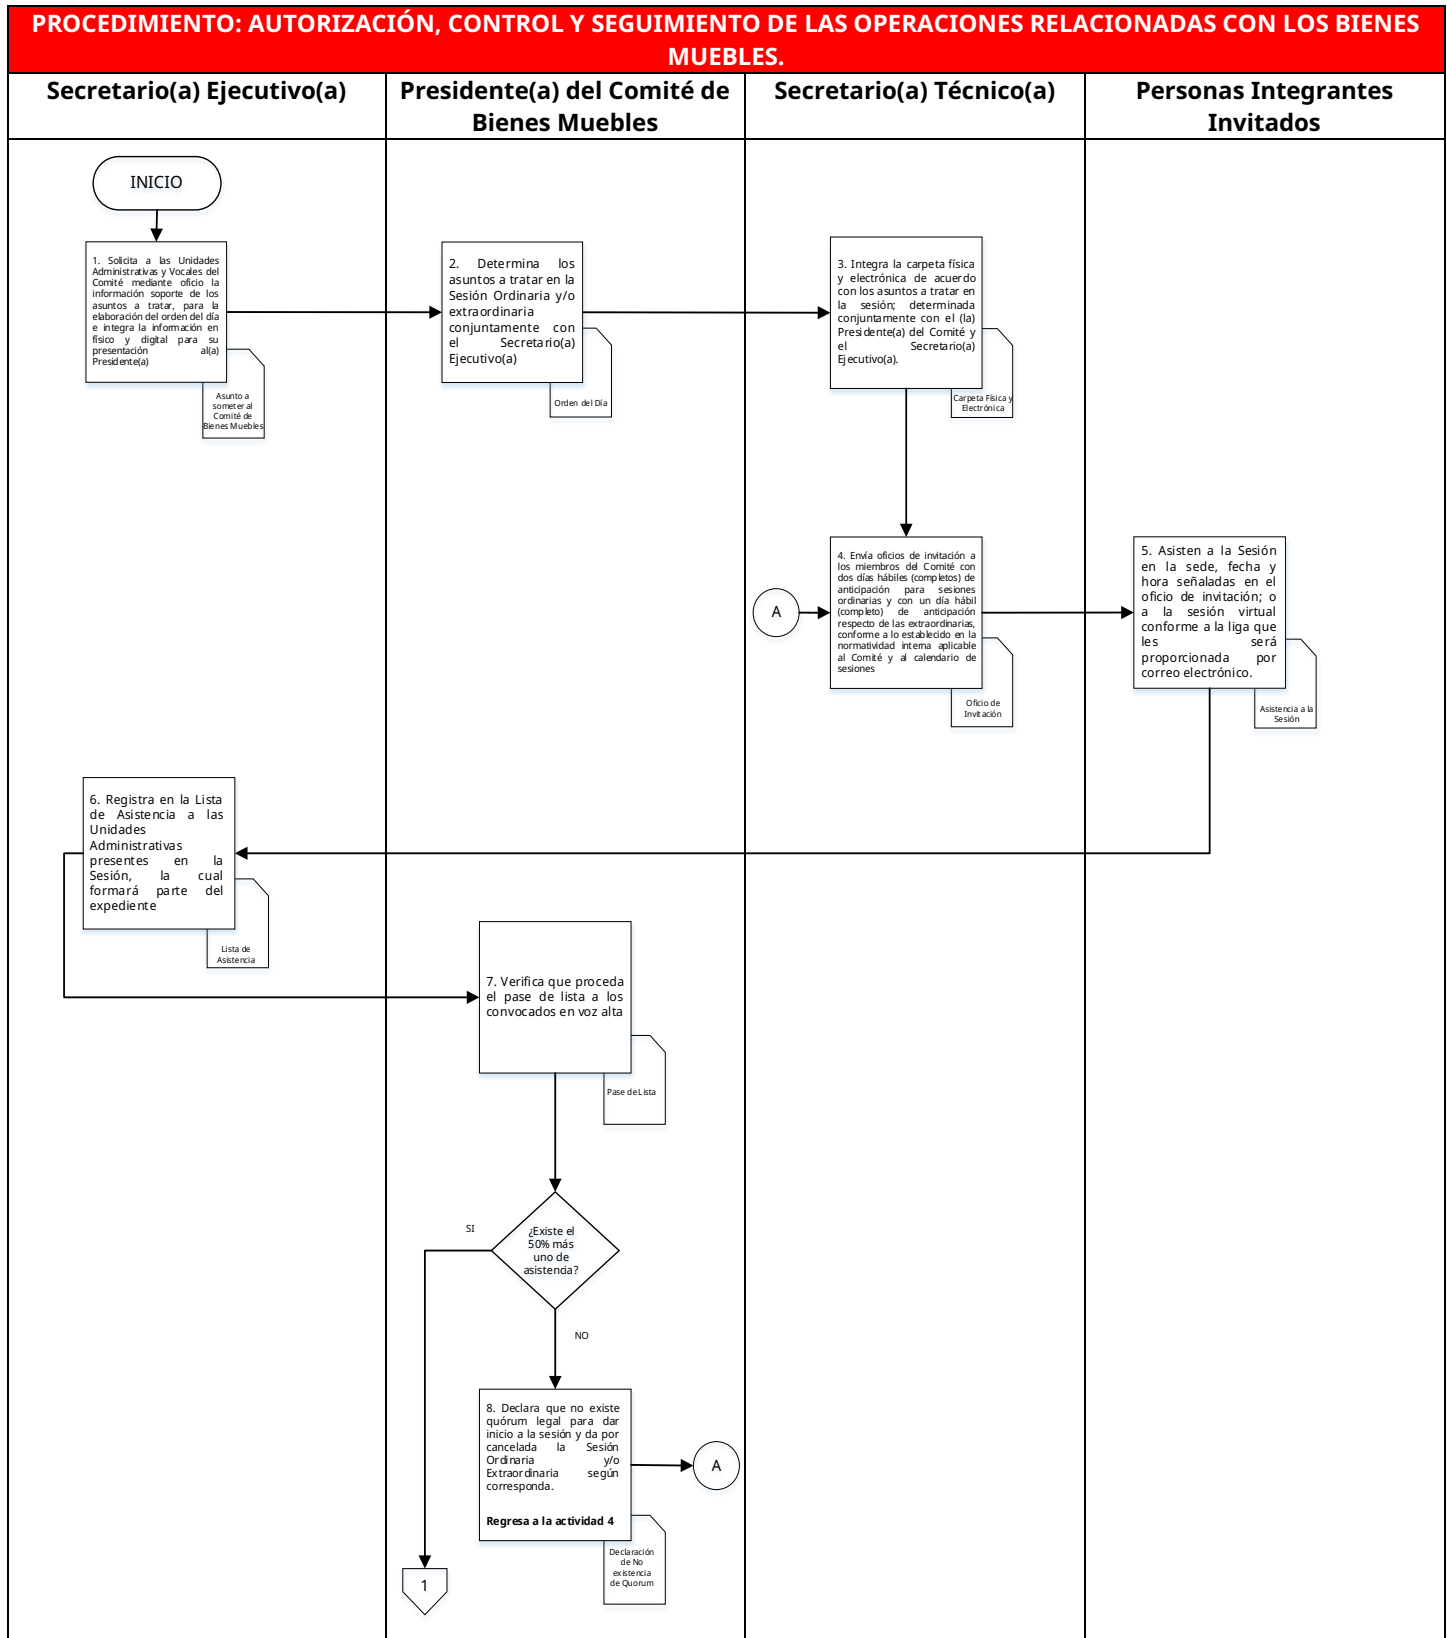 PROCEDIMIENTO: AUTORIZACIÓN, CONTROL Y SEGUIMIENTO DE LAS OPERACIONES RELACIONADAS CON LOS BIENES
MUEBLES.
Secretario(a) Ejecutivo(a)
Presidente(a) del Comité de
Bienes Muebles
Secretario(a) Técnico(a)
Personas Integrantes
Invitados
INICIO
1. Solicita a las Unidades
Administrativas y Vocales del
Comité mediante oficio la
información soporte de los
asuntos a tratar, para la
elaboración del orden del día
e integra la información en
físico y digital para su
presentación al(a)
Presidente(a)
Asunto a
someter al
Comité de
Bienes Muebles
2. Determina los
asuntos a tratar en la
Sesión Ordinaria y/o
extraordinaria
conjuntamente con
el Secretario(a)
Ejecutivo(a)
Orden del Día
3. Integra la carpeta física
y electrónica de acuerdo
con los asuntos a tratar en
la sesión; determinada
conjuntamente con el (la)
Presidente(a) del Comité y
el Secretario(a)
Ejecutivo(a).
Carpeta Física y
Electrónica
A
4. Envía oficios de invitación a
los miembros del Comité con
dos días hábiles (completos) de
anticipación para sesiones
ordinarias y con un día hábil
(completo) de anticipación
respecto de las extraordinarias,
conforme a lo establecido en la
normatividad interna aplicable
al Comité y al calendario de
sesiones
Oficio de
Invitación
5. Asisten a la Sesión
en la sede, fecha y
hora señaladas en el
oficio de invitación; o
a la sesión virtual
conforme a la liga que
les será
proporcionada por
correo electrónico.
Asistencia a la
Sesión
6. Registra en la Lista
de Asistencia a las
Unidades
Administrativas
presentes en la
Sesión, la cual
formará parte del
expediente
Lista de
Asistencia
7. Verifica que proceda
el pase de lista a los
convocados en voz alta
Pase de Lista
¿Existe el
50% más
uno de
asistencia?
SI
NO
8. Declara que no existe
quórum legal para dar
inicio a la sesión y da por
cancelada la Sesión
Ordinaria y/o
Extraordinaria según
corresponda.
Regresa a la actividad 4
A
Declaración
de No
existencia
de Quorum
1